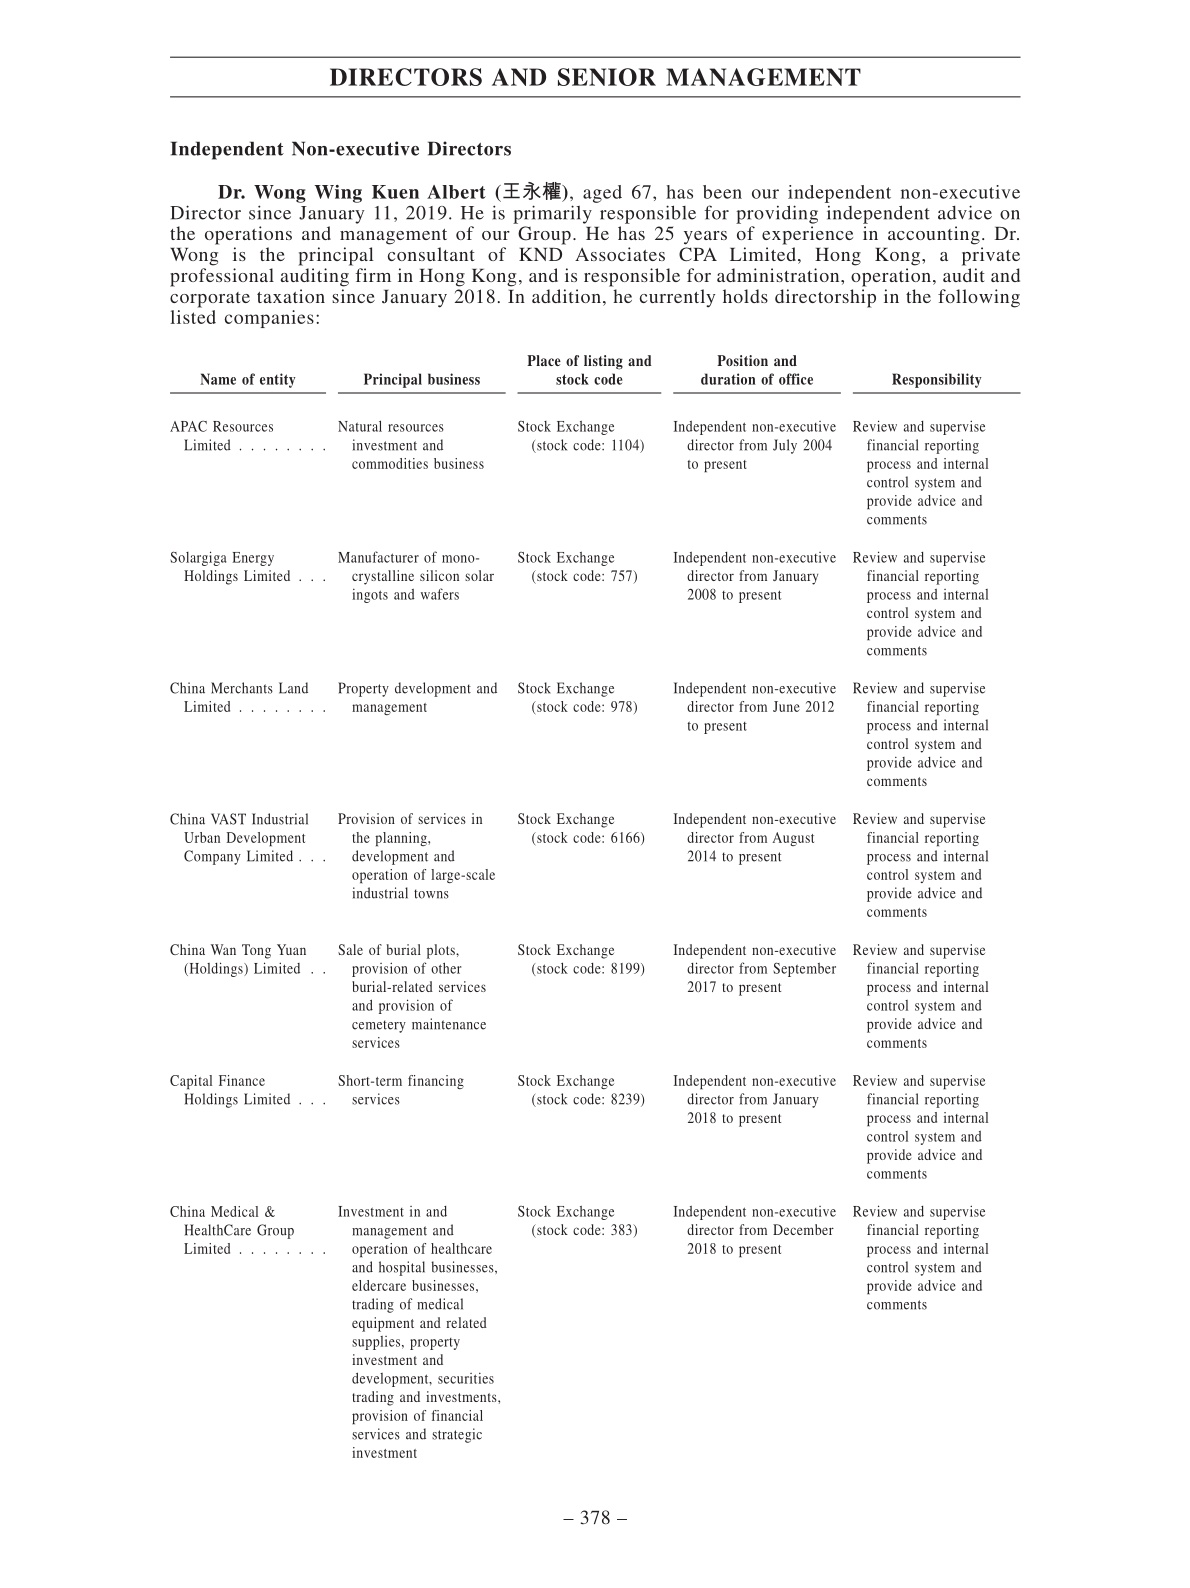 DIRECTORS AND SENIOR MANAGEMENT
Independent Non-executive Directors
Dr. Wong Wing Kuen Albert (王永權), aged 67, has been our independent non-executive
Director since January 11, 2019. He is primarily responsible for providing independent advice on
the operations and management of our Group. He has 25 years of experience in accounting. Dr.
Wong is the principal consultant of KND Associates CPA Limited, Hong Kong, a private
professional auditing firm in Hong Kong, and is responsible for administration, operation, audit and
corporate taxation since January 2018. In addition, he currently holds directorship in the following
listed companies:
Name of entity
Principal business
Place of listing and
stock code
Position and
duration of office
Responsibility
APAC Resources
Limited . . . . . . . .
Natural resources
investment and
commodities business
Stock Exchange
(stock code: 1104)
Independent non-executive
director from July 2004
to present
Review and supervise
financial reporting
process and internal
control system and
provide advice and
comments
Solargiga Energy
Holdings Limited . . .
Manufacturer of mono-
crystalline silicon solar
ingots and wafers
Stock Exchange
(stock code: 757)
Independent non-executive
director from January
2008 to present
Review and supervise
financial reporting
process and internal
control system and
provide advice and
comments
China Merchants Land
Limited . . . . . . . .
Property development and
management
Stock Exchange
(stock code: 978)
Independent non-executive
director from June 2012
to present
Review and supervise
financial reporting
process and internal
control system and
provide advice and
comments
China VAST Industrial
Urban Development
Company Limited . . .
Provision of services in
the planning,
development and
operation of large-scale
industrial towns
Stock Exchange
(stock code: 6166)
Independent non-executive
director from August
2014 to present
Review and supervise
financial reporting
process and internal
control system and
provide advice and
comments
China Wan Tong Yuan
(Holdings) Limited . .
Sale of burial plots,
provision of other
burial-related services
and provision of
cemetery maintenance
services
Stock Exchange
(stock code: 8199)
Independent non-executive
director from September
2017 to present
Review and supervise
financial reporting
process and internal
control system and
provide advice and
comments
Capital Finance
Holdings Limited . . .
Short-term financing
services
Stock Exchange
(stock code: 8239)
Independent non-executive
director from January
2018 to present
Review and supervise
financial reporting
process and internal
control system and
provide advice and
comments
China Medical &
HealthCare Group
Limited . . . . . . . .
Investment in and
management and
operation of healthcare
and hospital businesses,
eldercare businesses,
trading of medical
equipment and related
supplies, property
investment and
development, securities
trading and investments,
provision of financial
services and strategic
investment
Stock Exchange
(stock code: 383)
Independent non-executive
director from December
2018 to present
Review and supervise
financial reporting
process and internal
control system and
provide advice and
comments
– 378 –